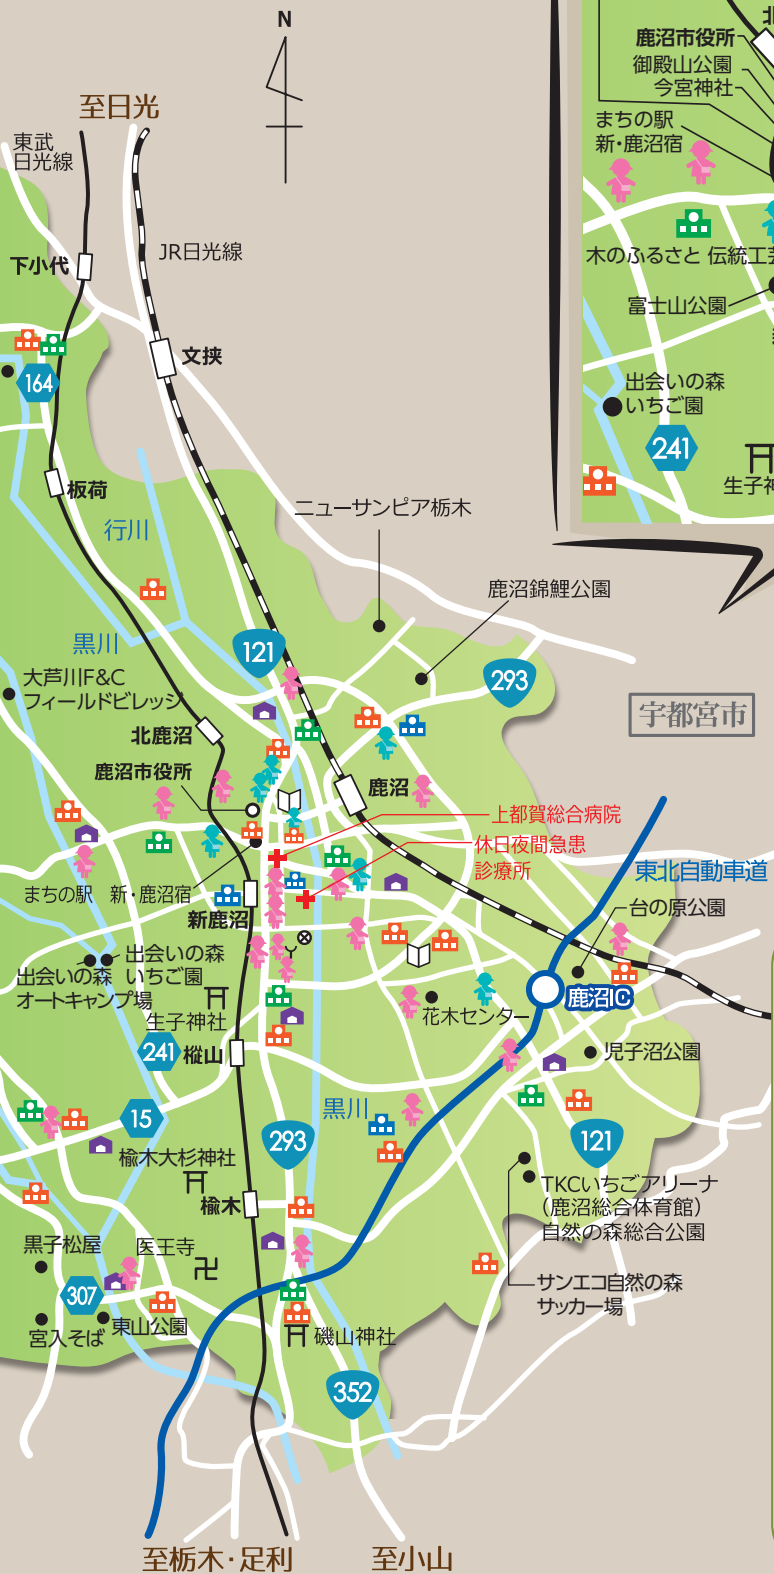 N
至日光
東武
日光線
JR日光線
下小代
文挟
164
板荷
行川
ニューサンピア栃木
鹿沼錦鯉公園
黒川
121
293
大芦川F&C
フィールドビレッジ
北鹿沼
宇都宮市
鹿沼市役所
鹿沼
上都賀総合病院
休日夜間急患
診療所
東北自動車道
まちの駅 新・鹿沼宿
新鹿沼
台の原公園
出会いの森
いちご園
出会いの森
オートキャンプ場
鹿沼IC
生子神社
花木センター
241
樅山
児子沼公園
15
黒川
293
121
楡木大杉神社
楡木
TKCいちごアリーナ
(鹿沼総合体育館)
自然の森総合公園
黒子松屋
医王寺
サンエコ自然の森
サッカー場
307
宮入そば
東山公園
磯山神社
352
至栃木・足利
至小山
鹿沼市役所
御殿山公園
今宮神社
まちの駅
新・鹿沼宿
木のふるさと 伝統工
富士山公園
出会いの森
いちご園
241
生子